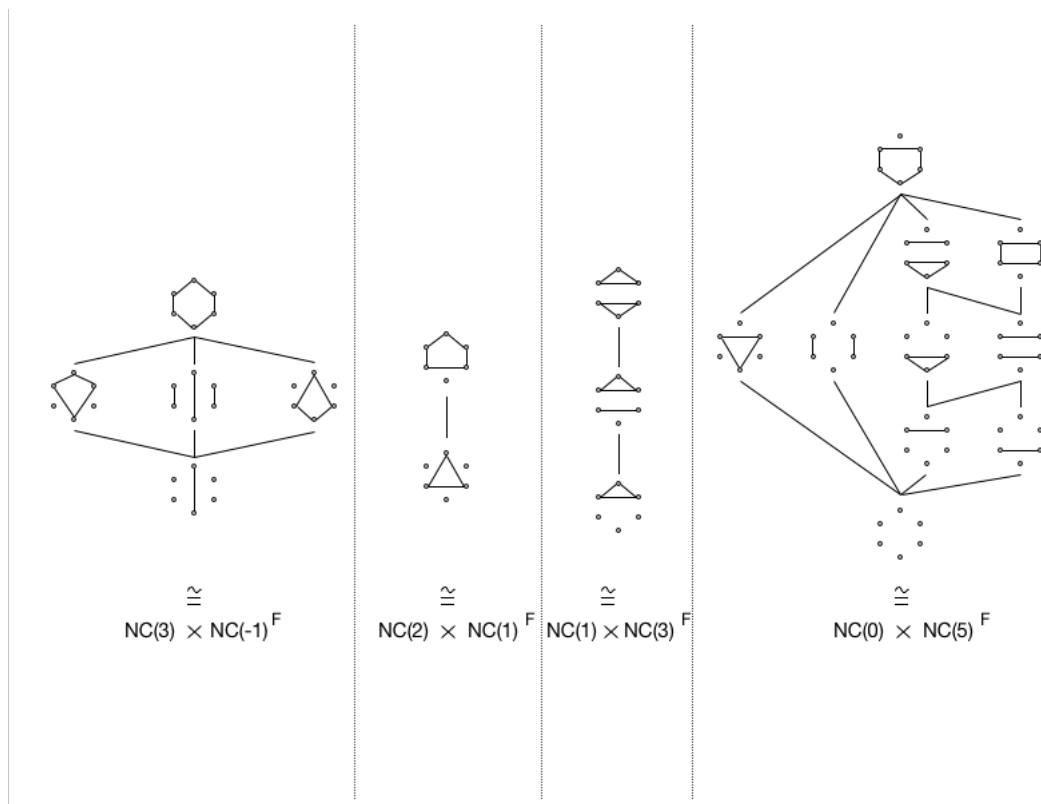 ≅ ≅ ≅ ≅
NC(3) × NC(-1)^F NC(2) × NC(1)^F NC(1) × NC(3)^F NC(0) × NC(5)^F